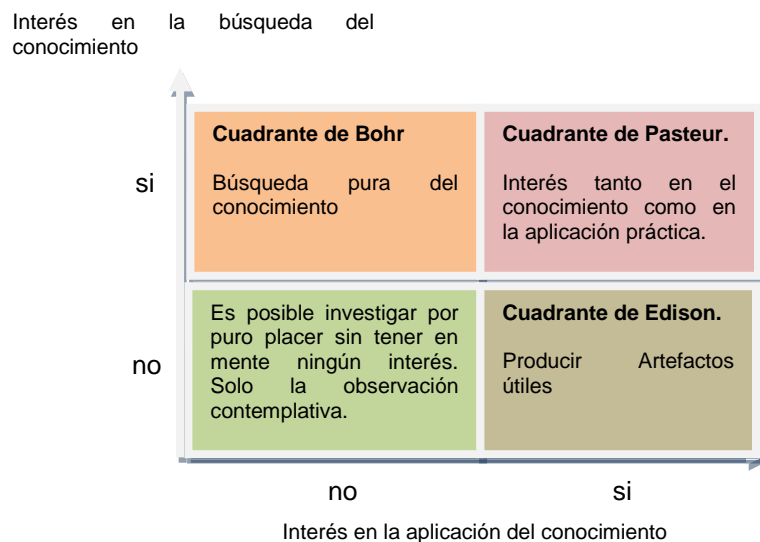 Interés en la búsqueda del
conocimiento
si
Cuadrante de Bohr
Búsqueda pura del
conocimiento
Cuadrante de Pasteur.
Interés tanto en el
conocimiento como en
la aplicación práctica.
no
Es posible investigar por
puro placer sin tener en
mente ningún interés.
Solo la observación
contemplativa.
Cuadrante de Edison.
Producir Artefactos
útiles
no
si
Interés en la aplicación del conocimiento